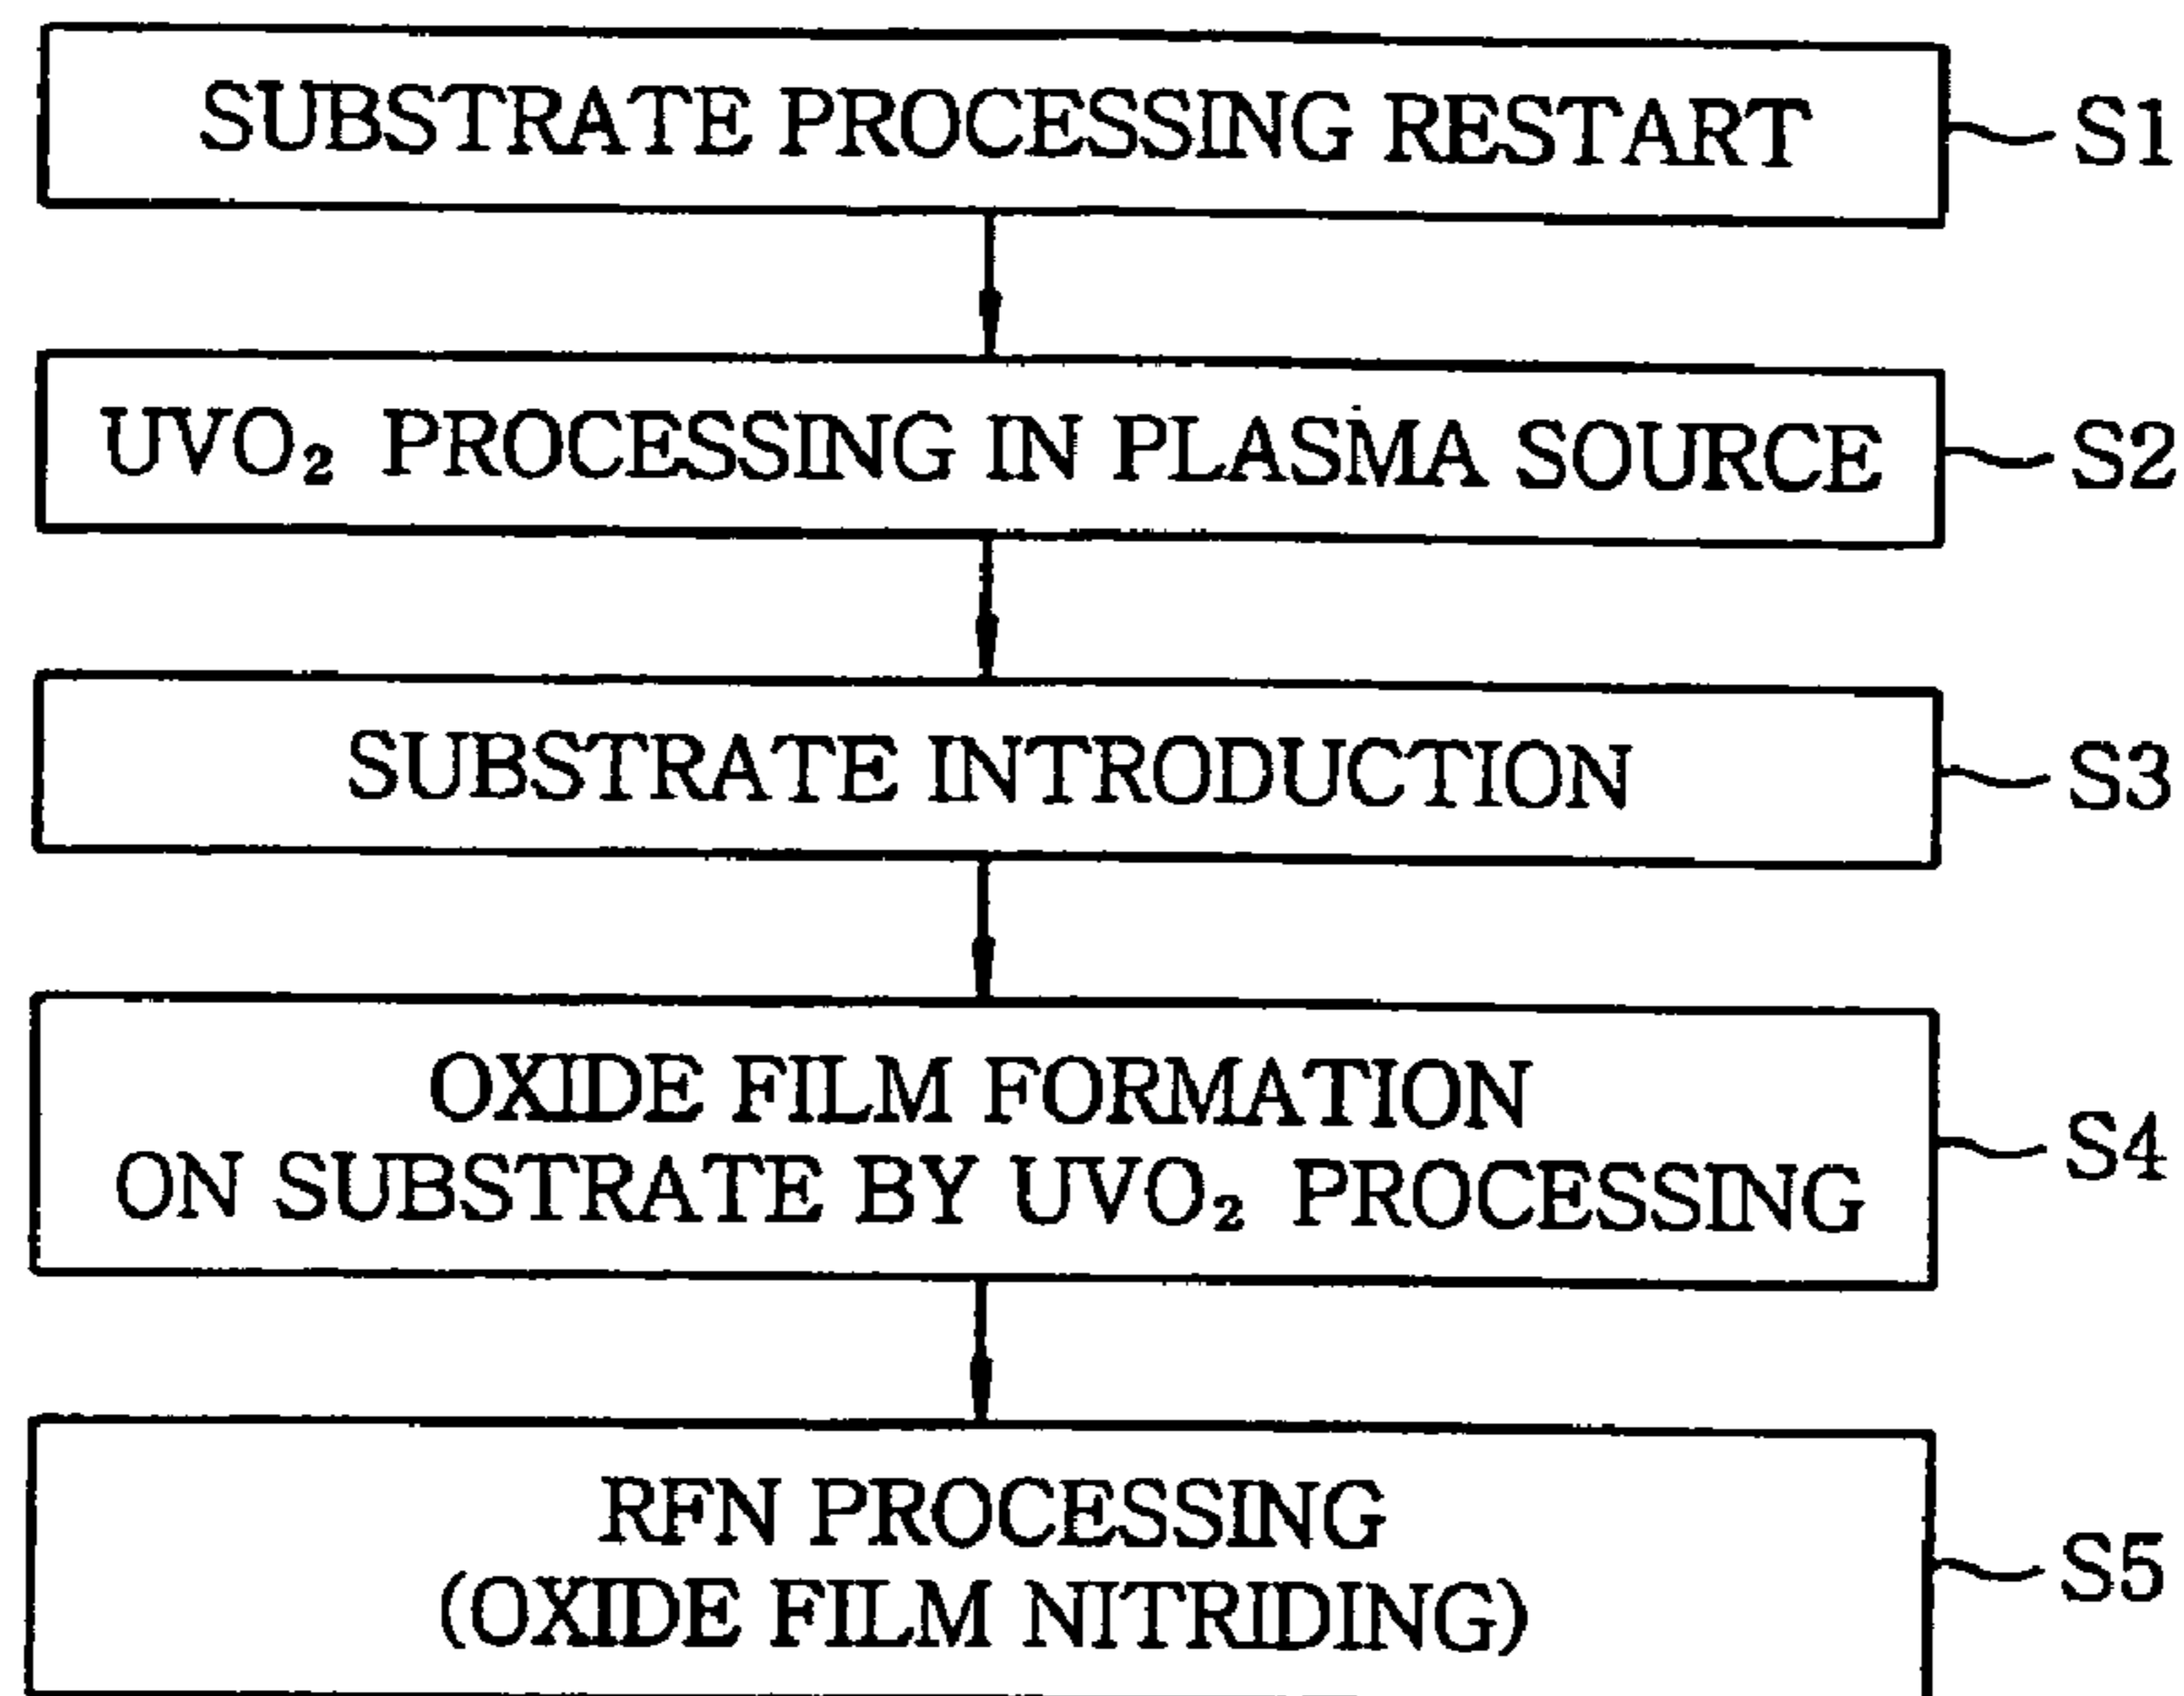 SUBSTRATE PROCESSING RESTART
S1
UVO₂ PROCESSING IN PLASMA SOURCE
S2
SUBSTRATE INTRODUCTION
S3
OXIDE FILM FORMATION
ON SUBSTRATE BY UVO₂ PROCESSING
S4
RFN PROCESSING
(OXIDE FILM NITRIDING)
S5